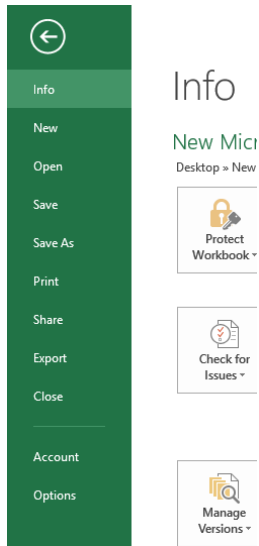 Info
New
Open
Save
Save As
Print
Share
Export
Close
Account
Options
Info
New Micr
Desktop » New
Protect
Workbook
Check for
Issues
Manage
Versions